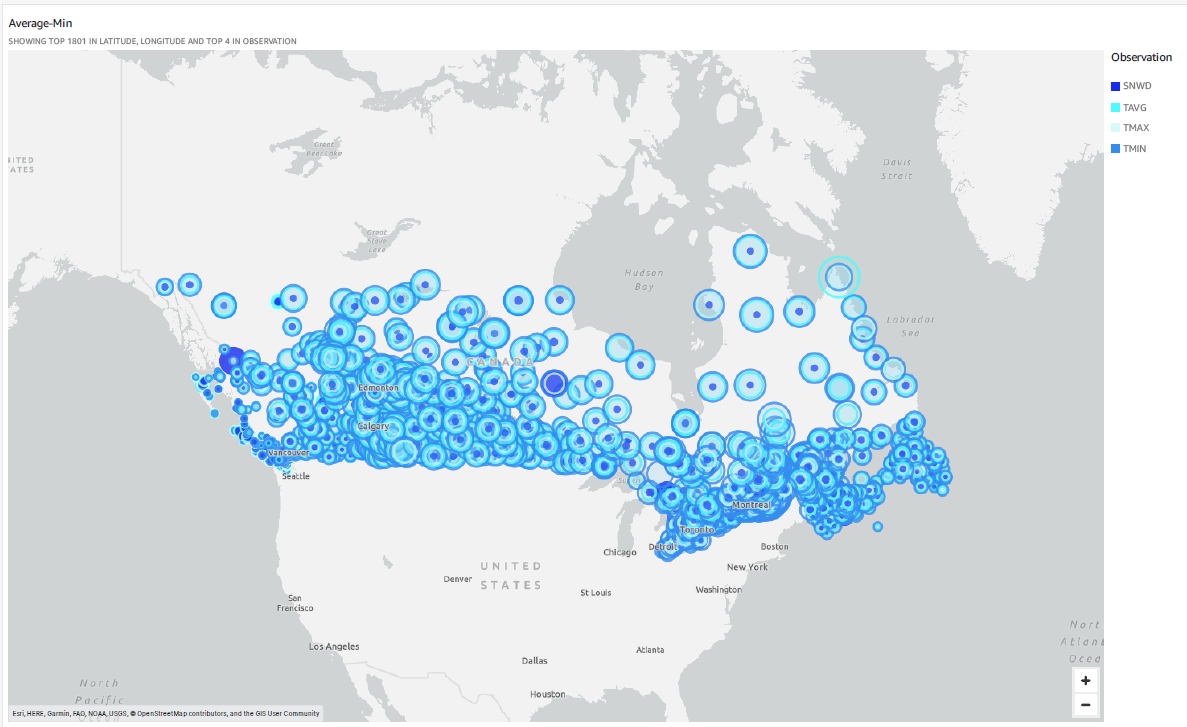 Average-Min
SHOWING TOP 1801 IN LATITUDE, LONGITUDE AND TOP 4 IN OBSERVATION
Observation
SNWD
TAVG
TMAX
TMIN
Great
Bear Lake
NITED
ATES
Davis
Strait
Great
Slave
Lake
Hudson
Bay
Labrador
Sea
CANADA
Edmonton
Calgary
Vancouver
Seattle
Montreal
Toronto
Detroit
Chicago
Boston
New York
UNITED
STATES
Denver
St Louis
Washington
San
Francisco
Los Angeles
Atlanta
Dallas
Houston
North
Pacific
Nort
Atlant
Ocea
+
−
Esri, HERE, Garmin, FAO, NOAA, USGS, © OpenStreetMap contributors, and the GIS User Community